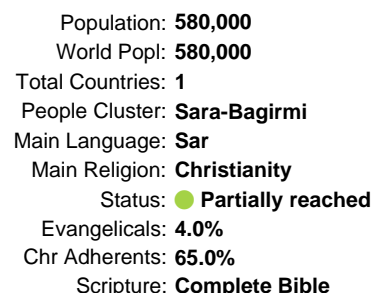 Population: 580,000
World Popl: 580,000
Total Countries: 1
People Cluster: Sara-Bagirmi
Main Language: Sar
Main Religion: Christianity
Status: Partially reached
Evangelicals: 4.0%
Chr Adherents: 65.0%
Scripture: Complete Bible